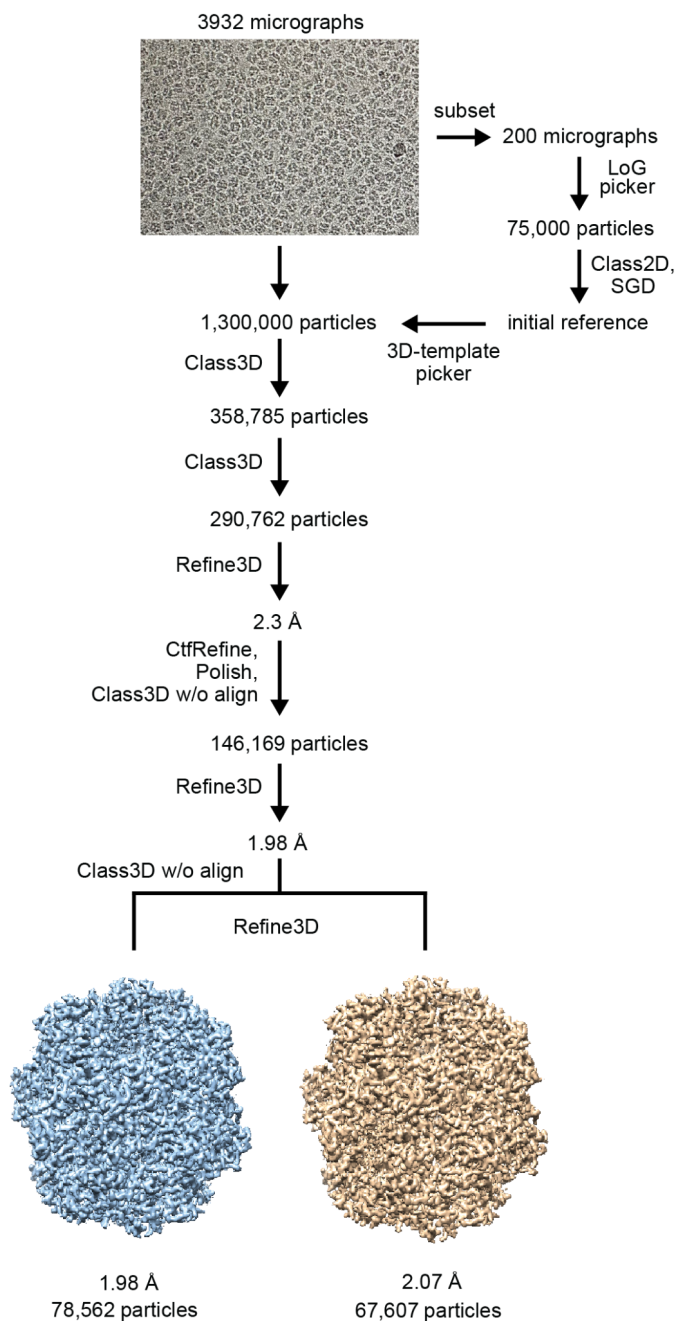 3932 micrographs
subset
200 micrographs
LoG
picker
75,000 particles
Class2D,
SGD
1,300,000 particles
initial reference
3D-template
picker
Class3D
358,785 particles
Class3D
290,762 particles
Refine3D
2.3 Å
CtfRefine,
Polish,
Class3D w/o align
146,169 particles
Refine3D
1.98 Å
Class3D w/o align
Refine3D
1.98 Å
78,562 particles
2.07 Å
67,607 particles